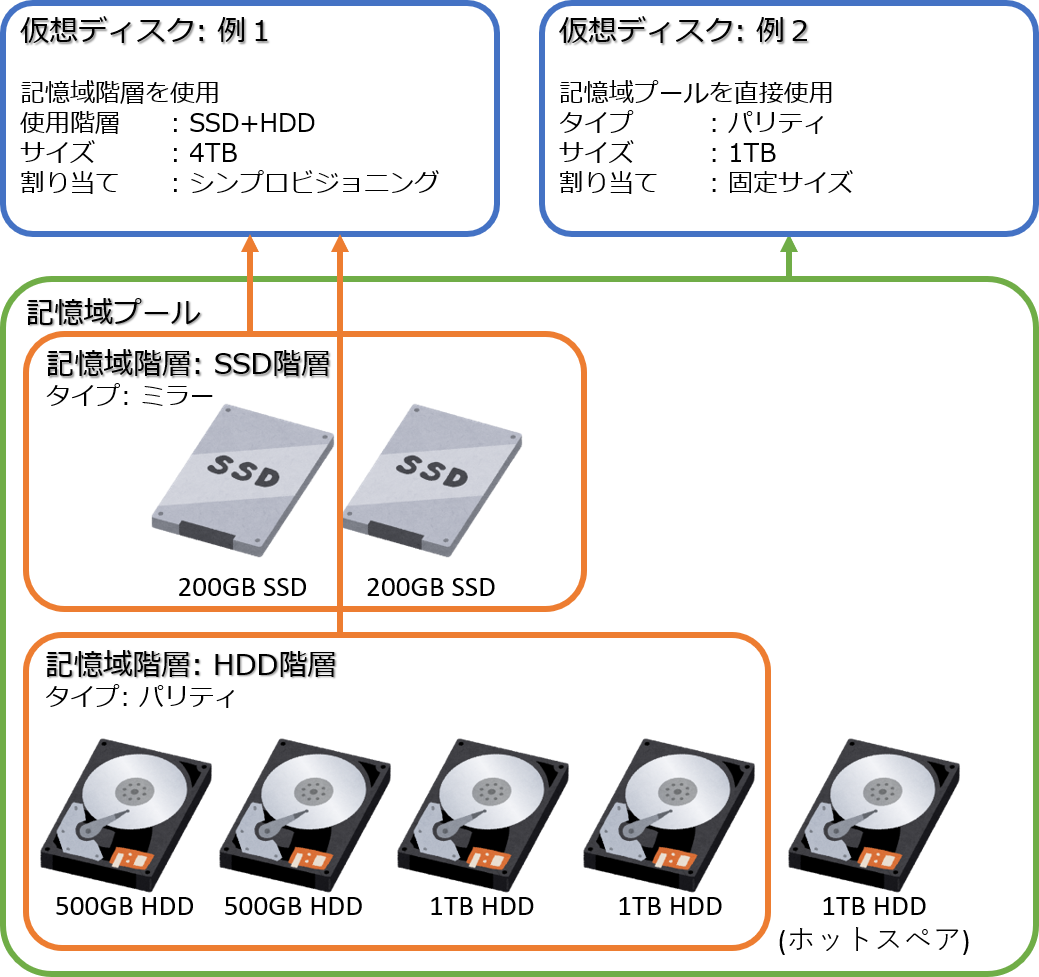 仮想ディスク: 例１
記憶域階層を使用
使用階層 : SSD+HDD
サイズ : 4TB
割り当て : シンプロビジョニング
仮想ディスク: 例２
記憶域プールを直接使用
タイプ : パリティ
サイズ : 1TB
割り当て : 固定サイズ
記憶域プール
記憶域階層: SSD階層
タイプ: ミラー
SSD
SSD
200GB SSD
200GB SSD
記憶域階層: HDD階層
タイプ: パリティ
500GB HDD
500GB HDD
1TB HDD
1TB HDD
1TB HDD
(ホットスペア)